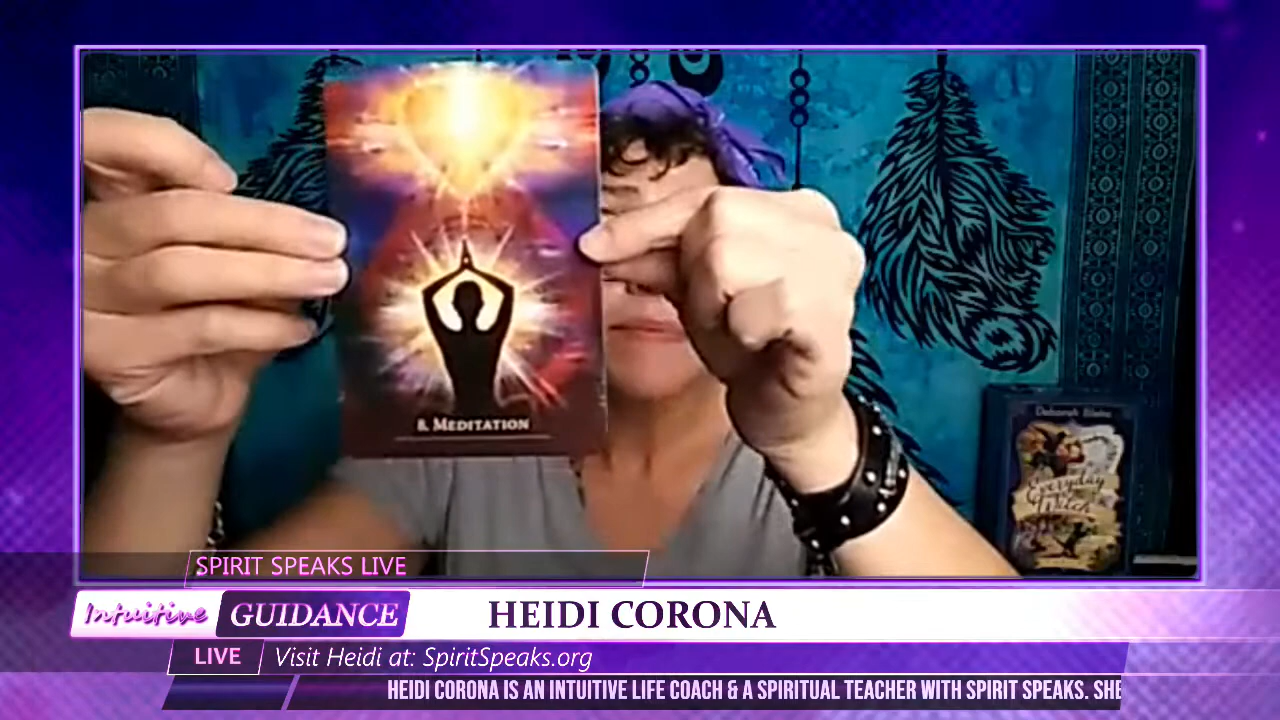 8. MEDITATION
Deborah Blake
Everyday
Witch
SPIRIT SPEAKS LIVE
Intuitive GUIDANCE
HEIDI CORONA
LIVE Visit Heidi at: SpiritSpeaks.org
HEIDI CORONA IS AN INTUITIVE LIFE COACH & A SPIRITUAL TEACHER WITH SPIRIT SPEAKS. SHE